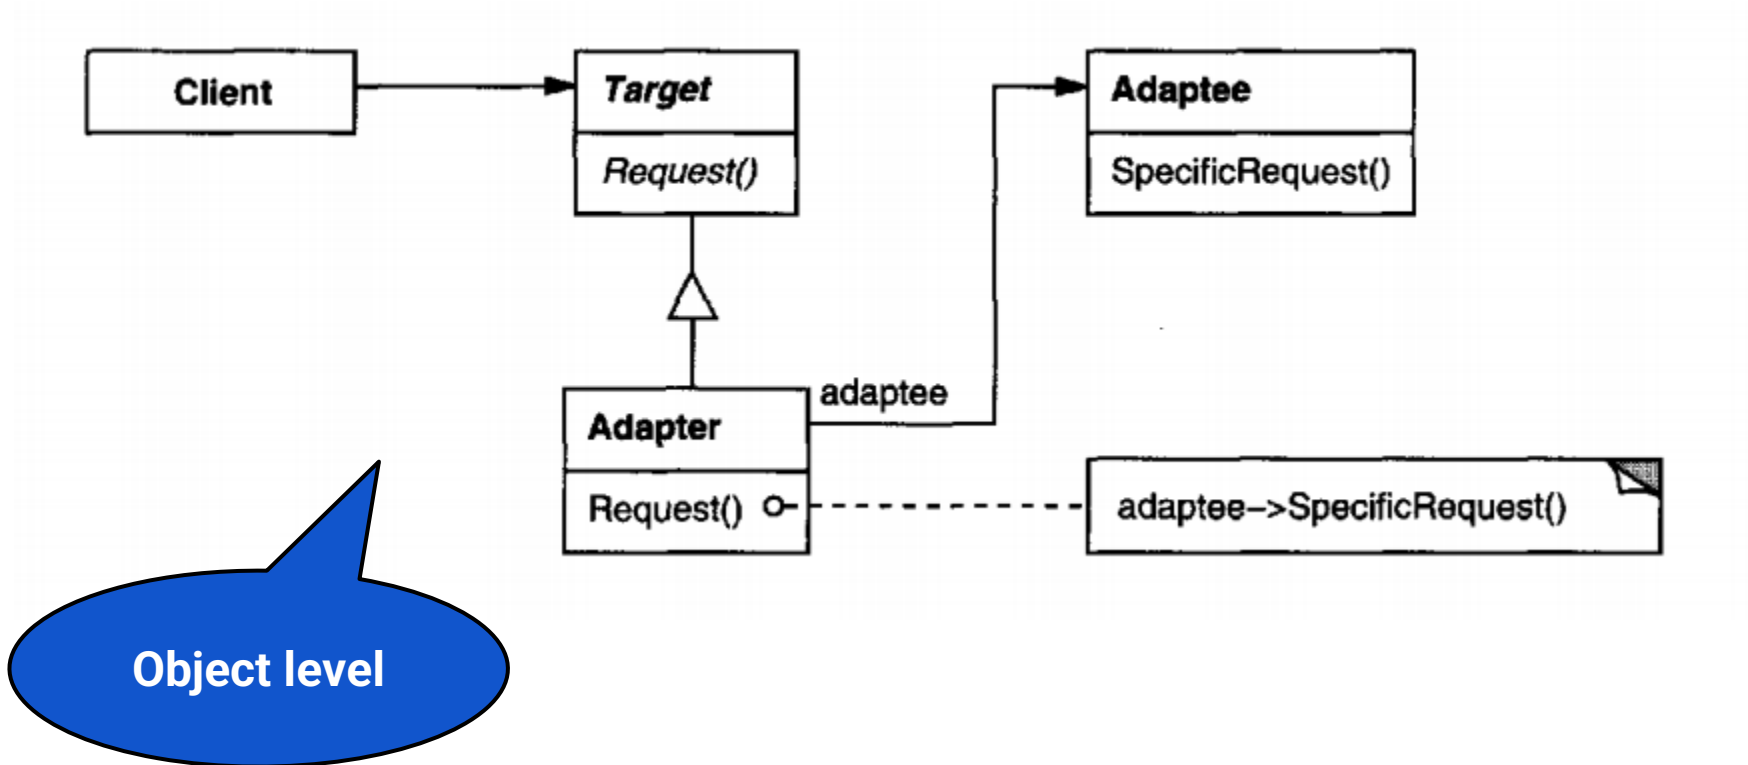 Client
Target
Request()
Adaptee
SpecificRequest()
adaptee
Adapter
Request()
adaptee->SpecificRequest()
Object level